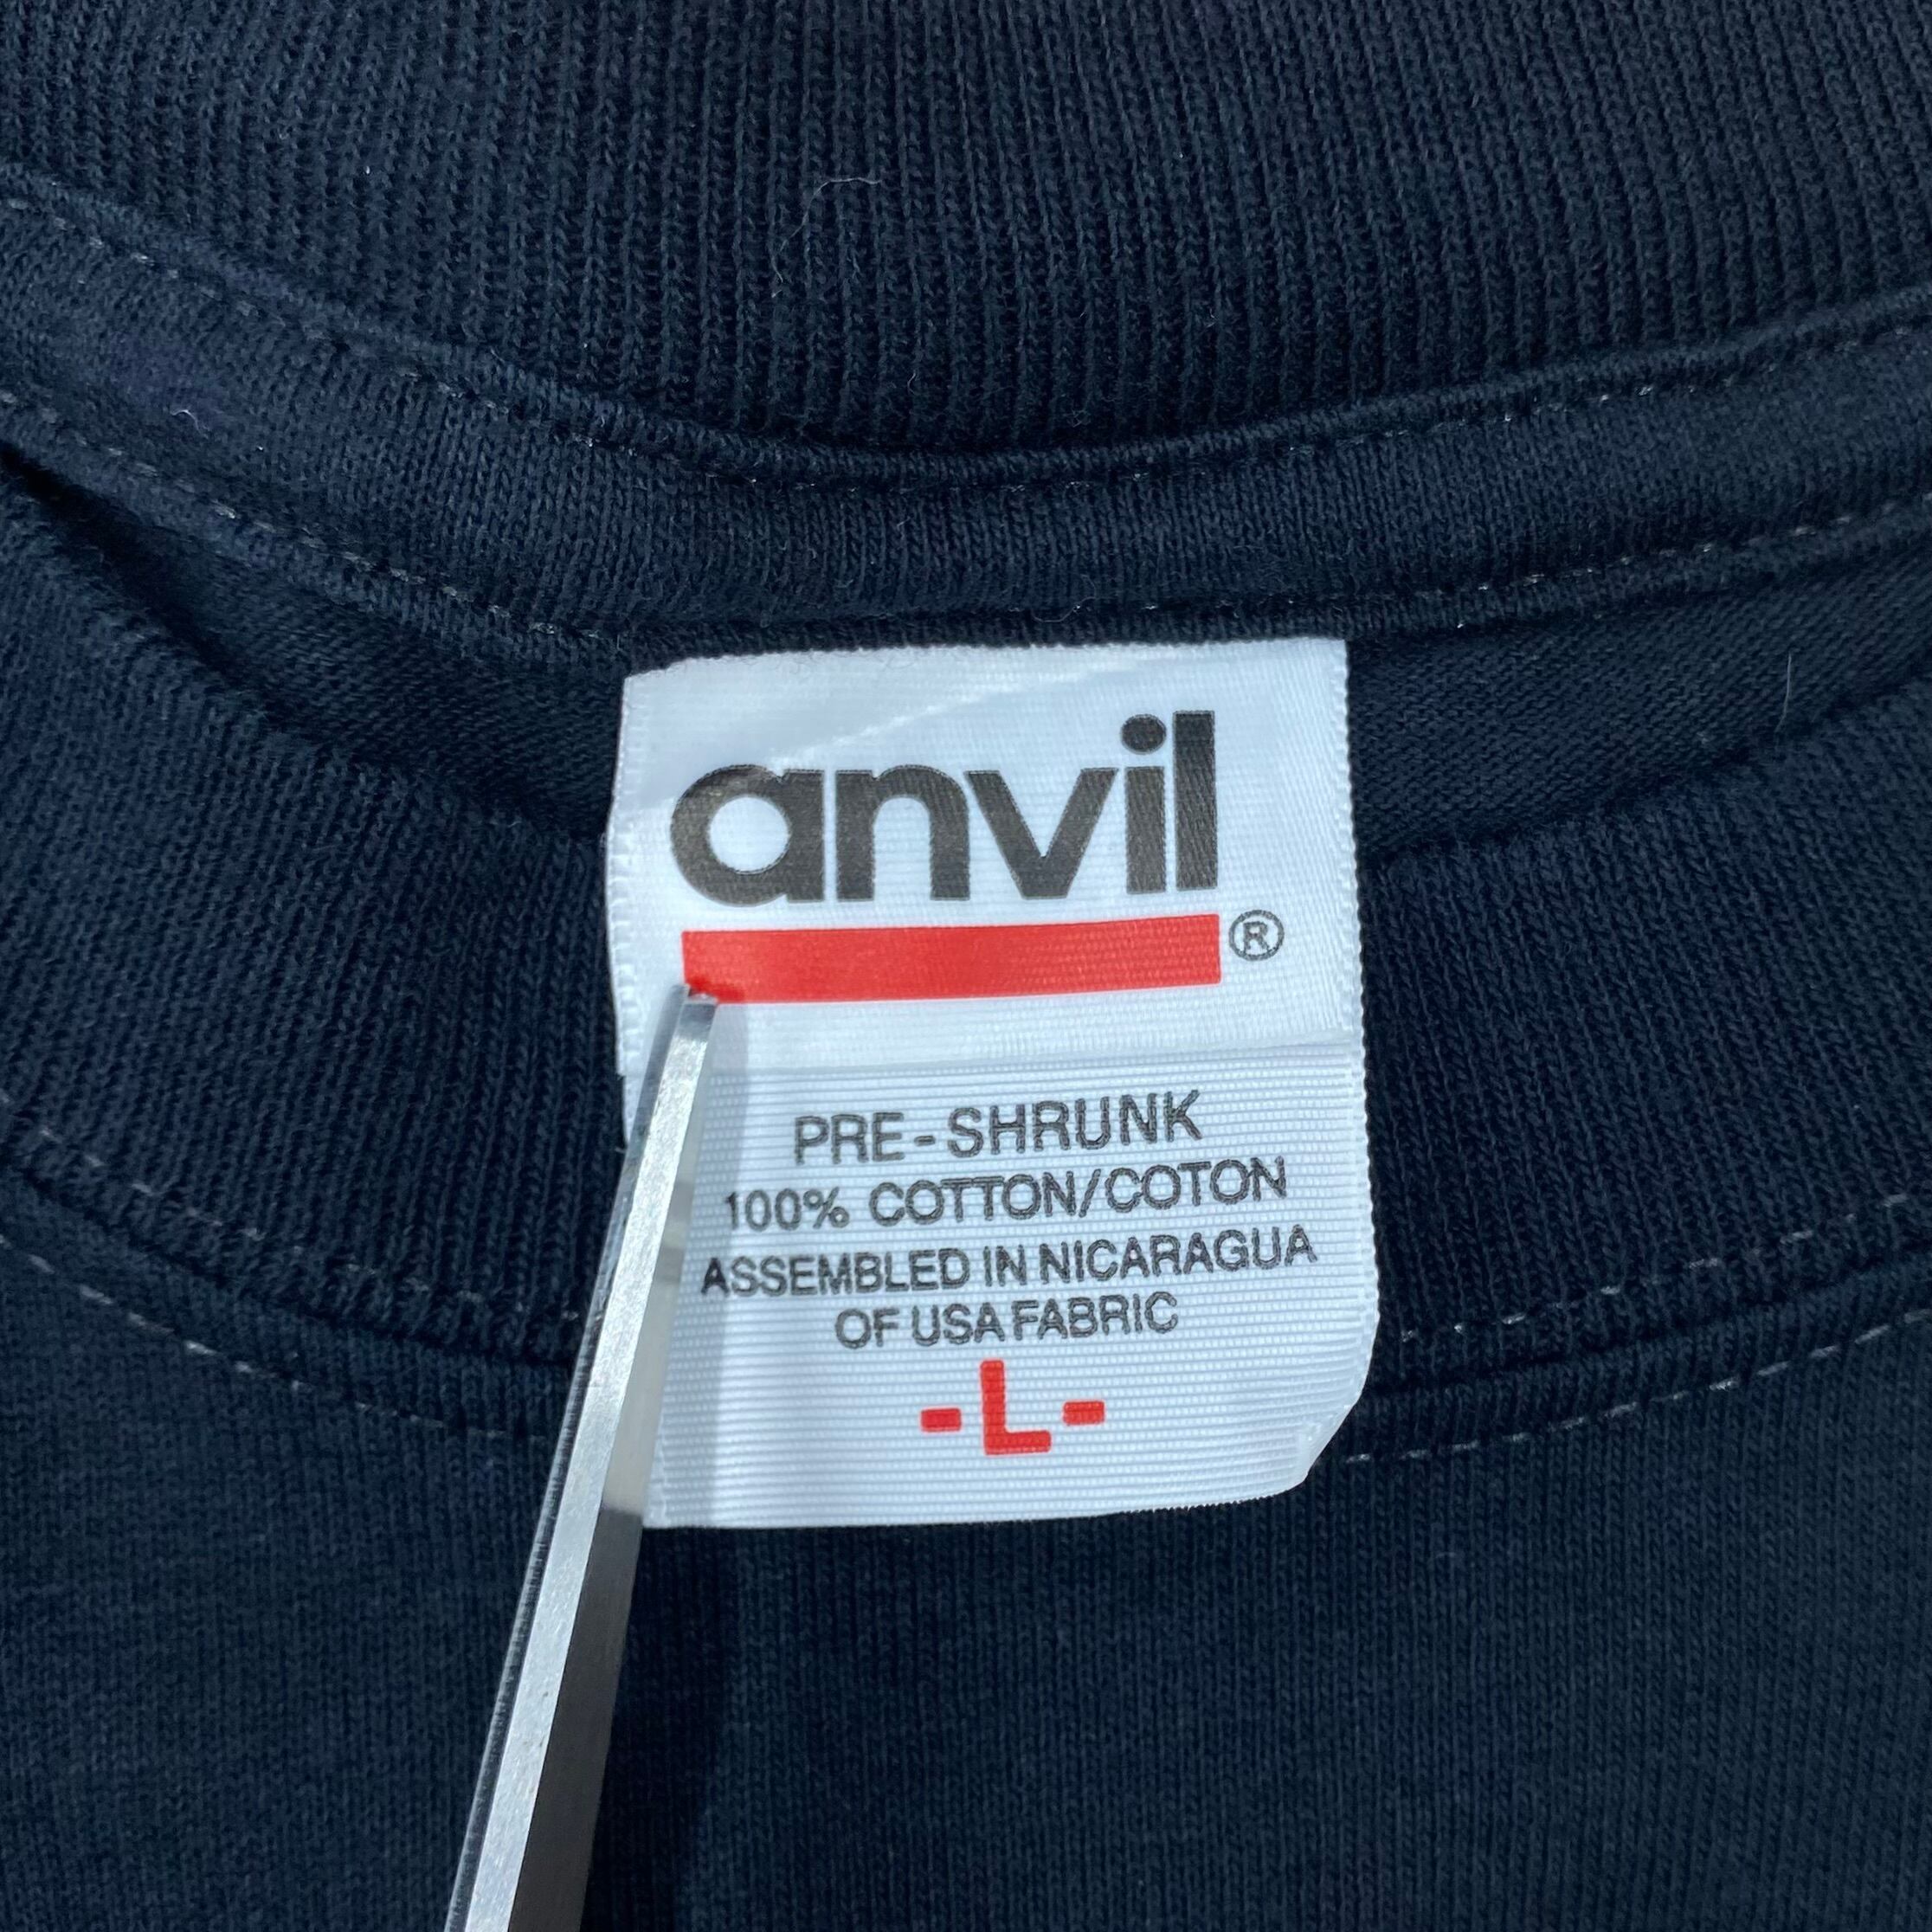 anvil
®
PRE-SHRUNK
100% COTTON/COTON
ASSEMBLED IN NICARAGUA
OF USA FABRIC
-L-